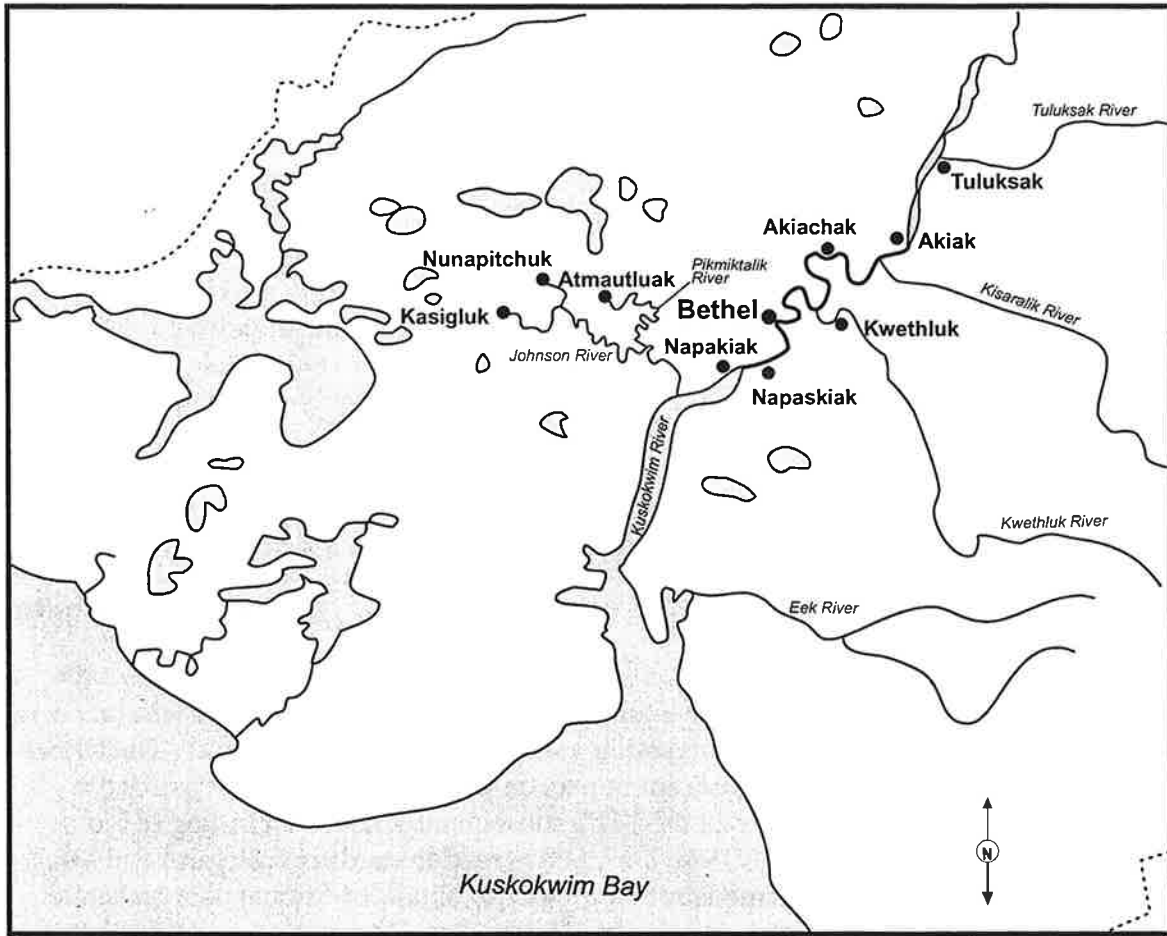 Tuluksak River
Tuluksak
Akiachak
Akiak
Nunapitchuk
Atmautluak
Pikmiktalik
River
Kisaralik River
Kasigluk
Bethel
Kwethluk
Johnson River
Napakiak
Napaskiak
Kuskokwim River
Kwethluk River
Eek River
N
Kuskokwim Bay